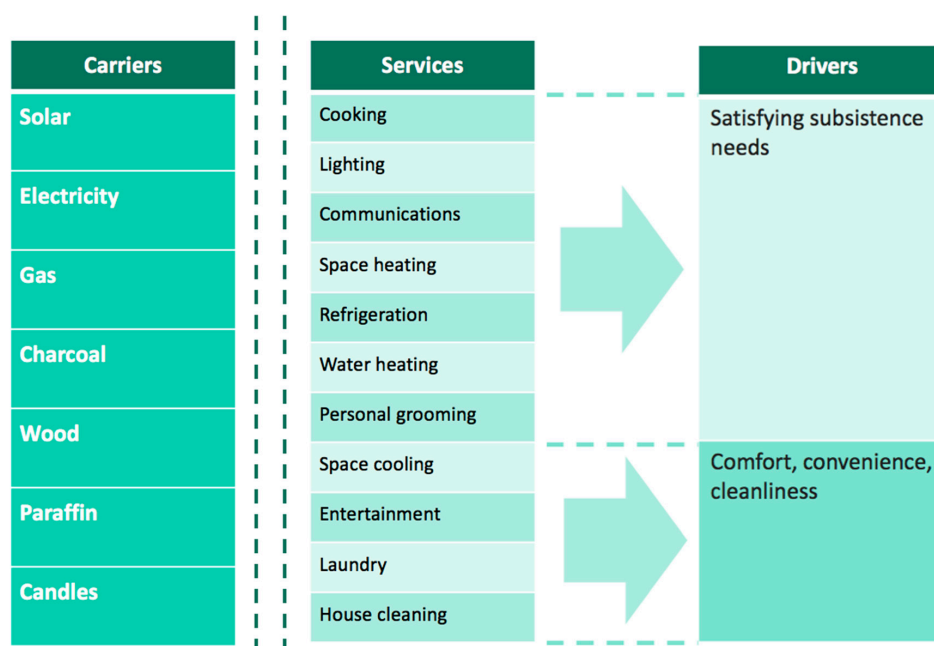 Carriers
Solar
Electricity
Gas
Charcoal
Wood
Paraffin
Candles
Services
Cooking
Lighting
Communications
Space heating
Refrigeration
Water heating
Personal grooming
Space cooling
Entertainment
Laundry
House cleaning
Drivers
Satisfying subsistence
needs
Comfort, convenience,
cleanliness